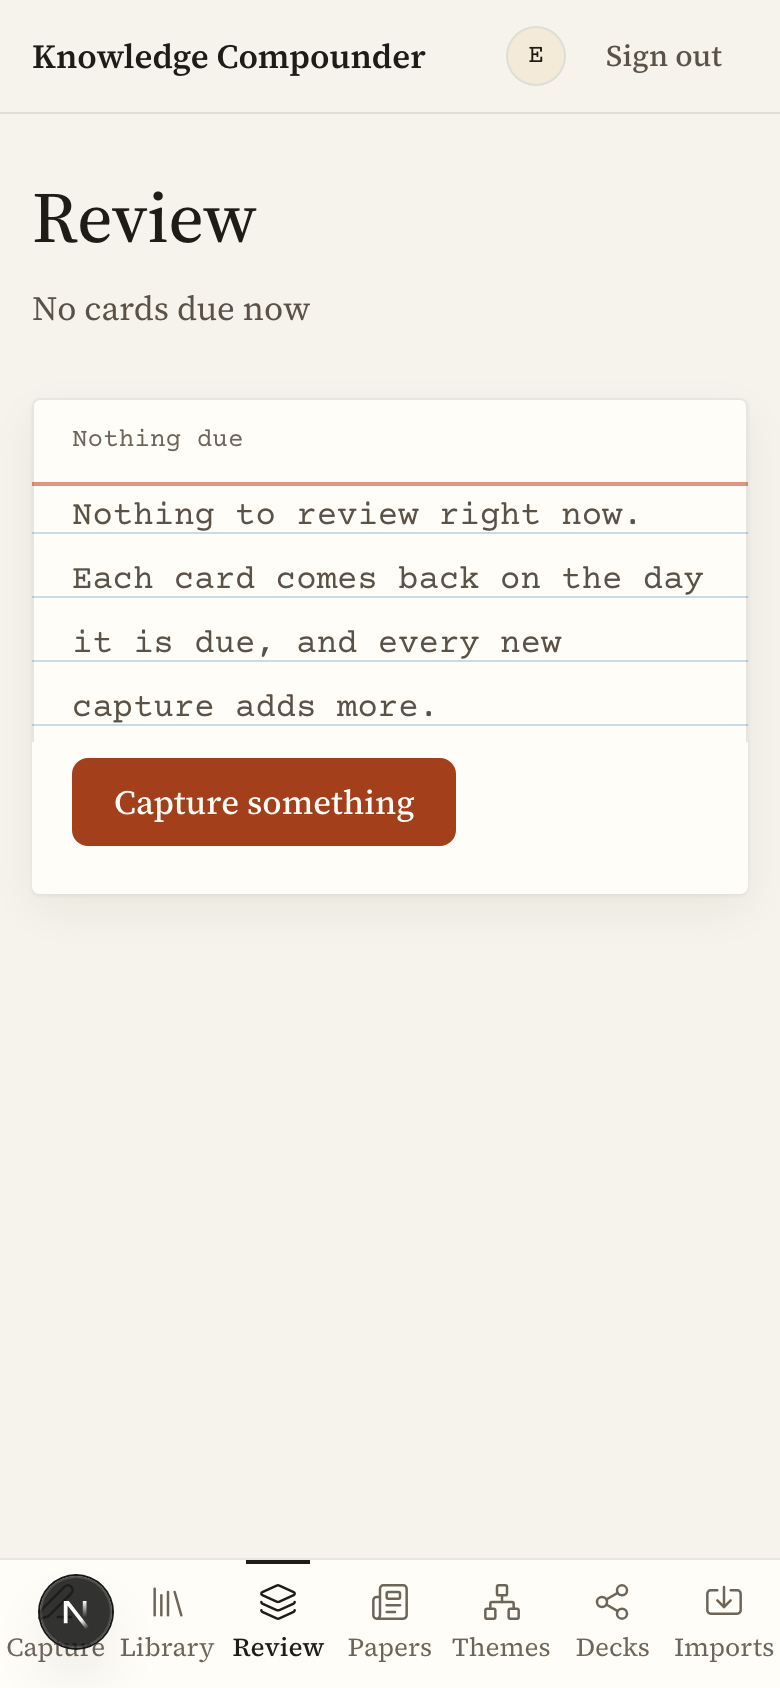 Knowledge Compounder E Sign out
Review
No cards due now
Nothing due
Nothing to review right now.
Each card comes back on the day
it is due, and every new
capture adds more.
Capture something
N
Capture Library Review Papers Themes Decks Imports